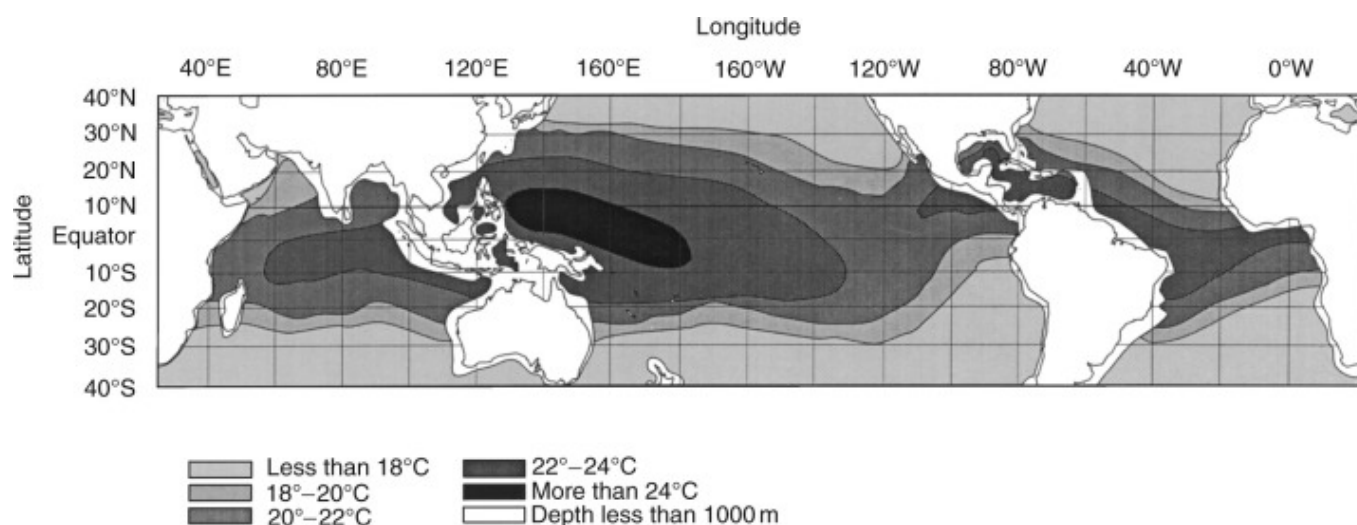 Longitude
40°E 80°E 120°E 160°E 160°W 120°W 80°W 40°W 0°W
40°N
30°N
20°N
10°N
Equator
10°S
20°S
30°S
40°S
Latitude
Less than 18°C
18°–20°C
20°–22°C
22°–24°C
More than 24°C
Depth less than 1000 m